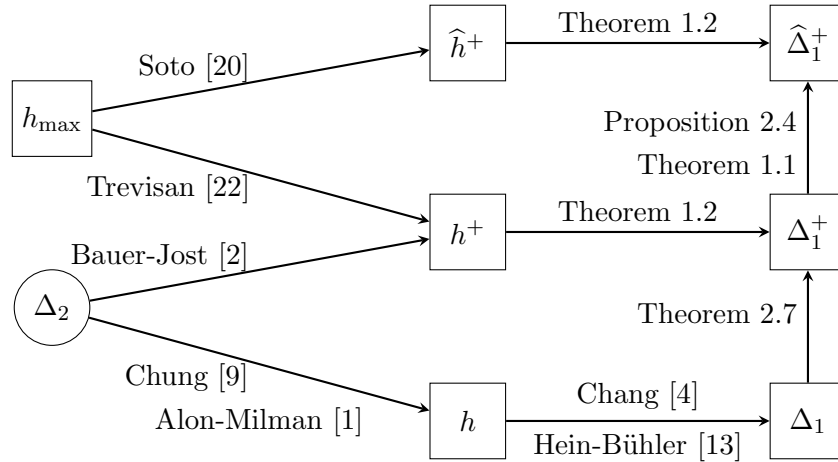 ĥ⁺
Theorem 1.2
Δ̂₁⁺
Soto [20]
h_max
Proposition 2.4
Theorem 1.1
Trevisan [22]
Theorem 1.2
h⁺
Δ₁⁺
Bauer-Jost [2]
Δ₂
Theorem 2.7
Chung [9]
Alon-Milman [1]
h
Chang [4]
Hein-Bühler [13]
Δ₁